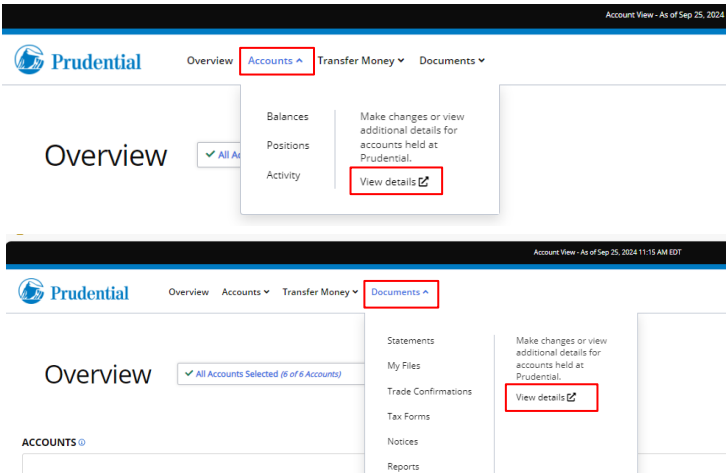 Account View - As of Sep 25, 2024
Prudential
Overview Accounts Transfer Money Documents
Balances
Positions
Activity
Make changes or view
additional details for
accounts held at
Prudential.
View details
Overview
All Ac
Account View - As of Sep 25, 2024 11:15 AM EDT
Prudential
Overview Accounts Transfer Money Documents
Statements
My Files
Trade Confirmations
Tax Forms
Notices
Reports
Make changes or view
additional details for
accounts held at
Prudential.
View details
Overview
All Accounts Selected (6 of 6 Accounts)
ACCOUNTS